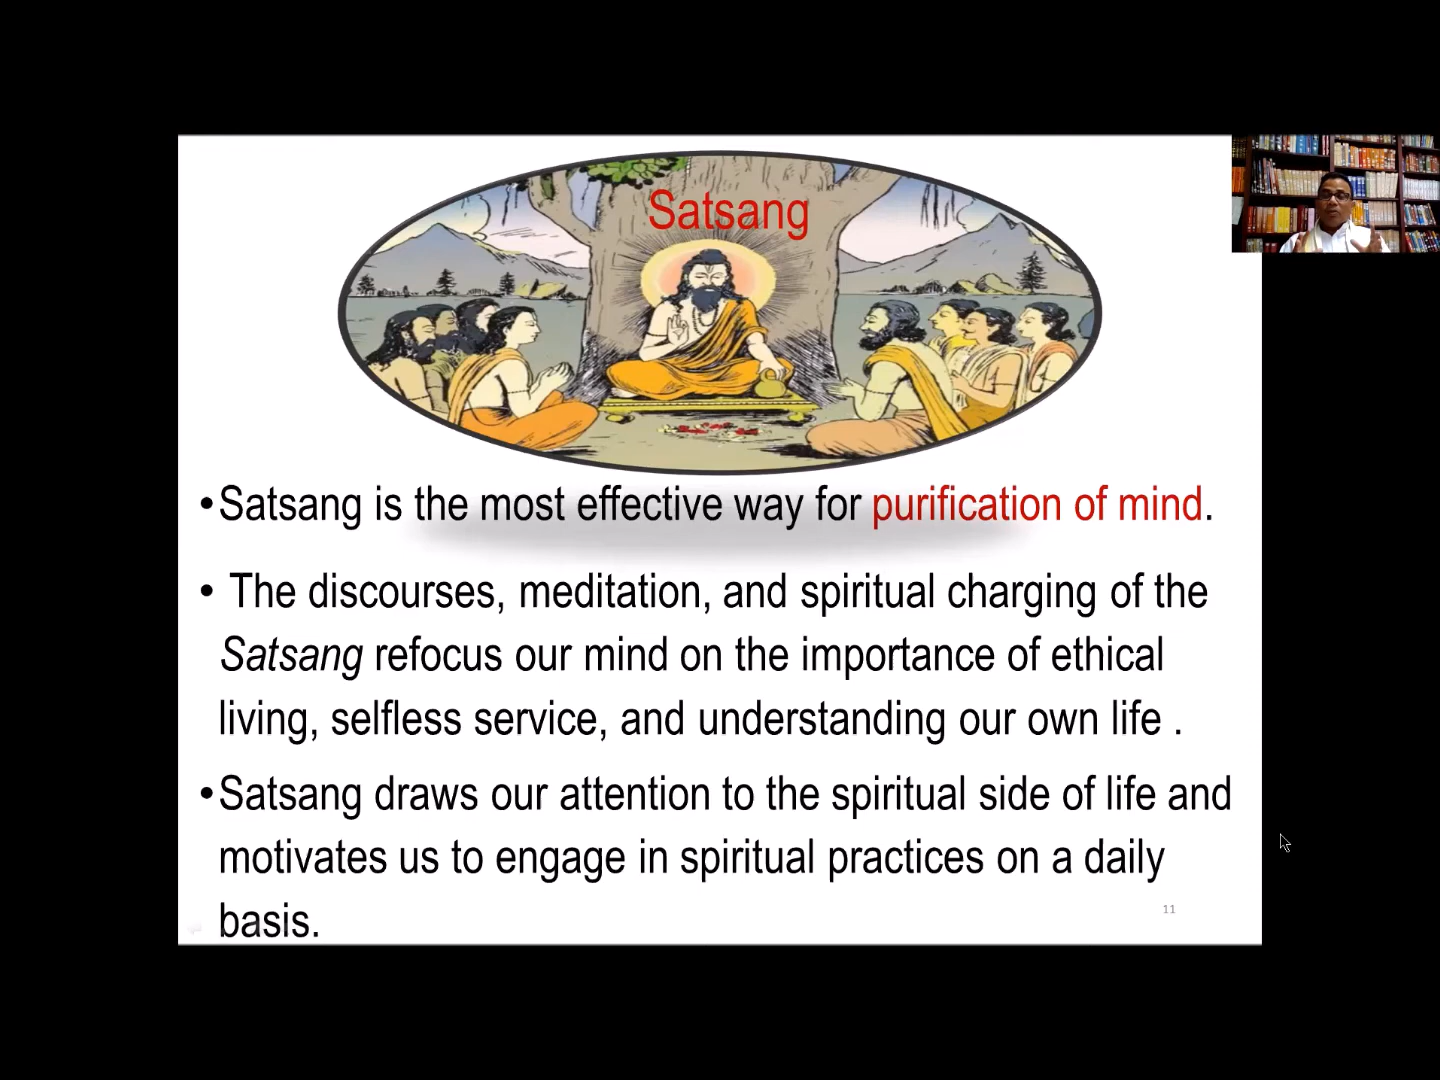 Satsang
•Satsang is the most effective way for purification of mind.
• The discourses, meditation, and spiritual charging of the
Satsang refocus our mind on the importance of ethical
living, selfless service, and understanding our own life .
•Satsang draws our attention to the spiritual side of life and
motivates us to engage in spiritual practices on a daily
basis.
11